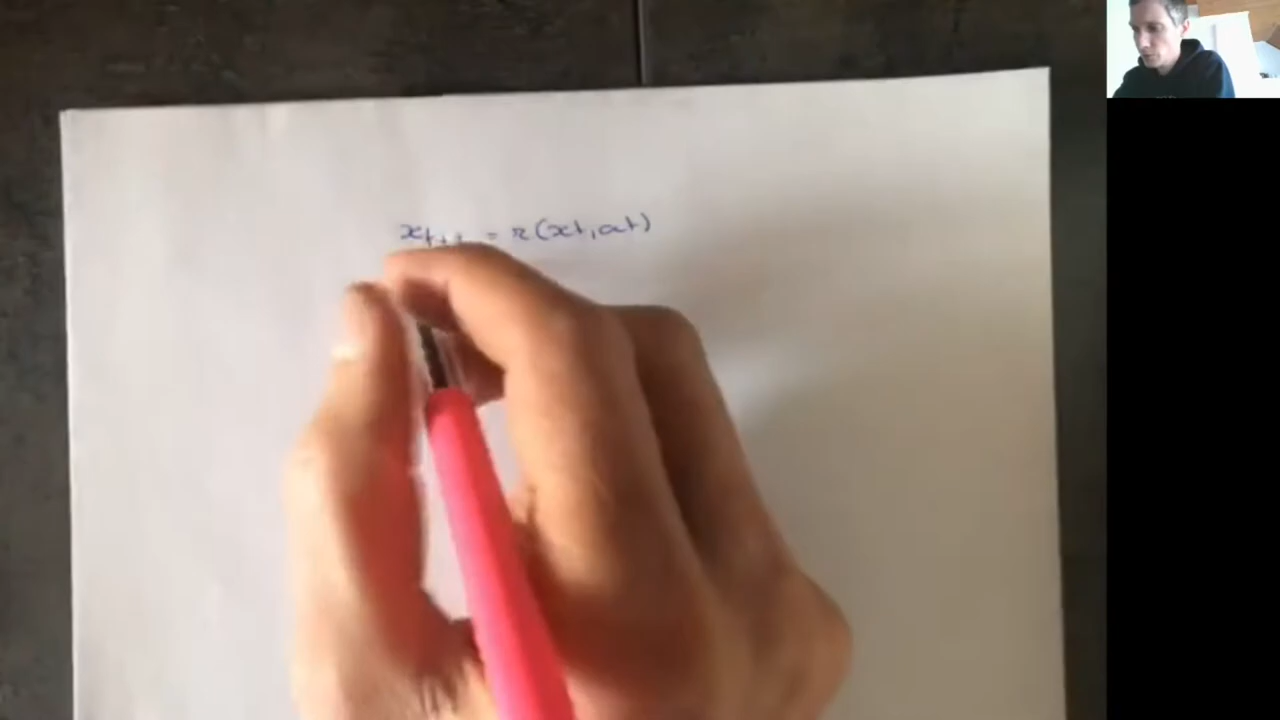 xt+1 = r(xt, at)